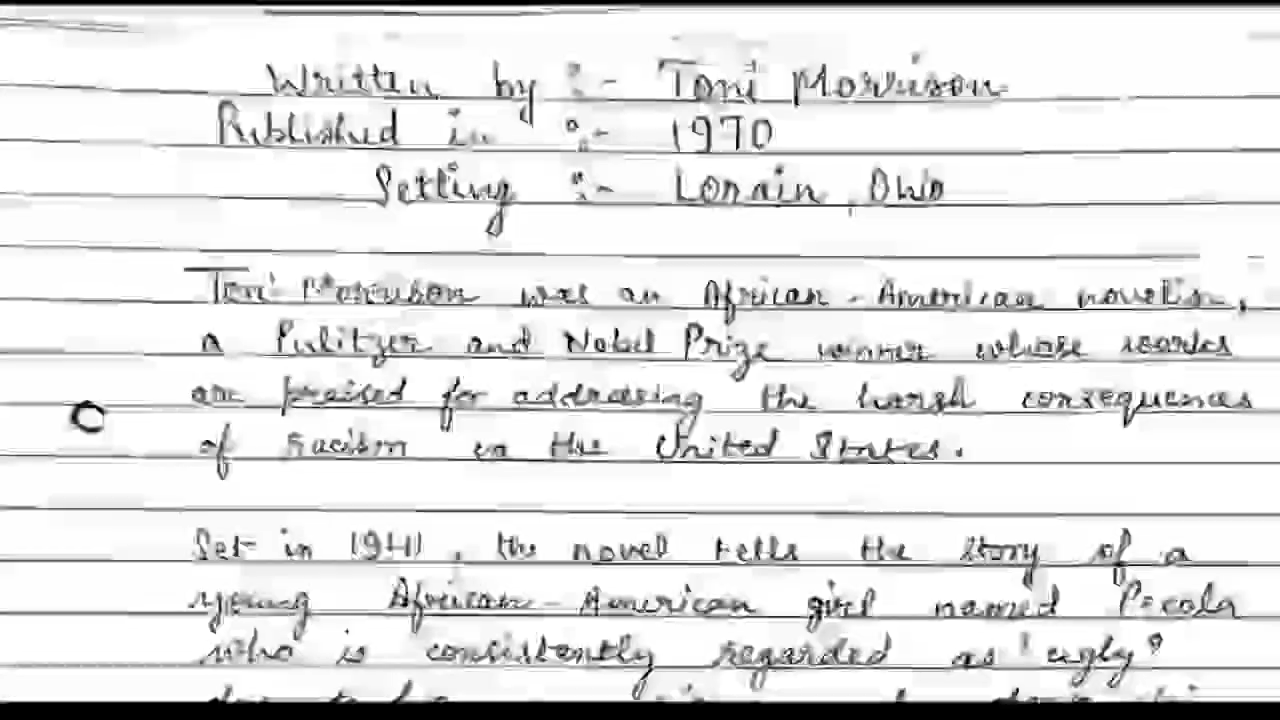 Written by :- Toni Morrison
Published in :- 1970
Setting :- Lorain, Ohio
Toni Morrison was an African-American novelist,
a Pulitzer and Nobel Prize winner whose works
are praised for addressing the harsh consequences
of racism in the United States.
Set in 1941, the novel tells the story of a
young African-American girl named Pecola
who is consistently regarded as 'ugly'
due to her